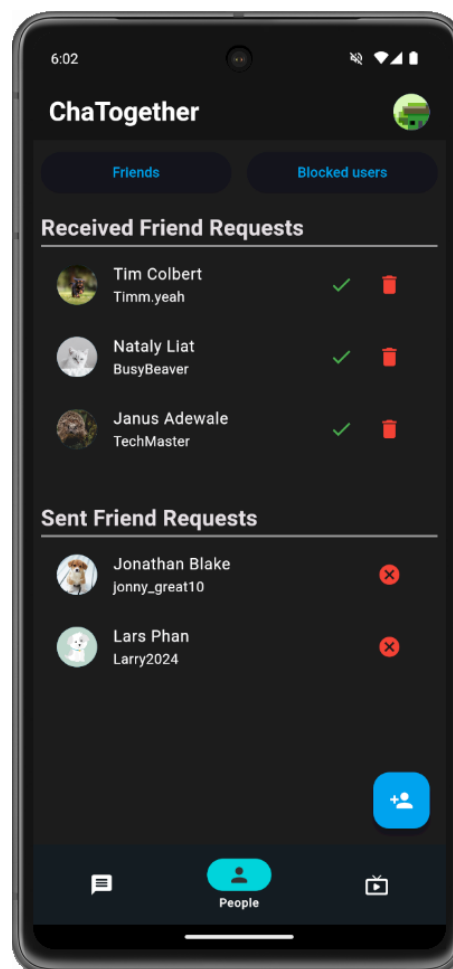 6:02
ChaTogether
Friends
Blocked users
Received Friend Requests
Tim Colbert
Timm.yeah
Nataly Liat
BusyBeaver
Janus Adewale
TechMaster
Sent Friend Requests
Jonathan Blake
jonny_great10
Lars Phan
Larry2024
People